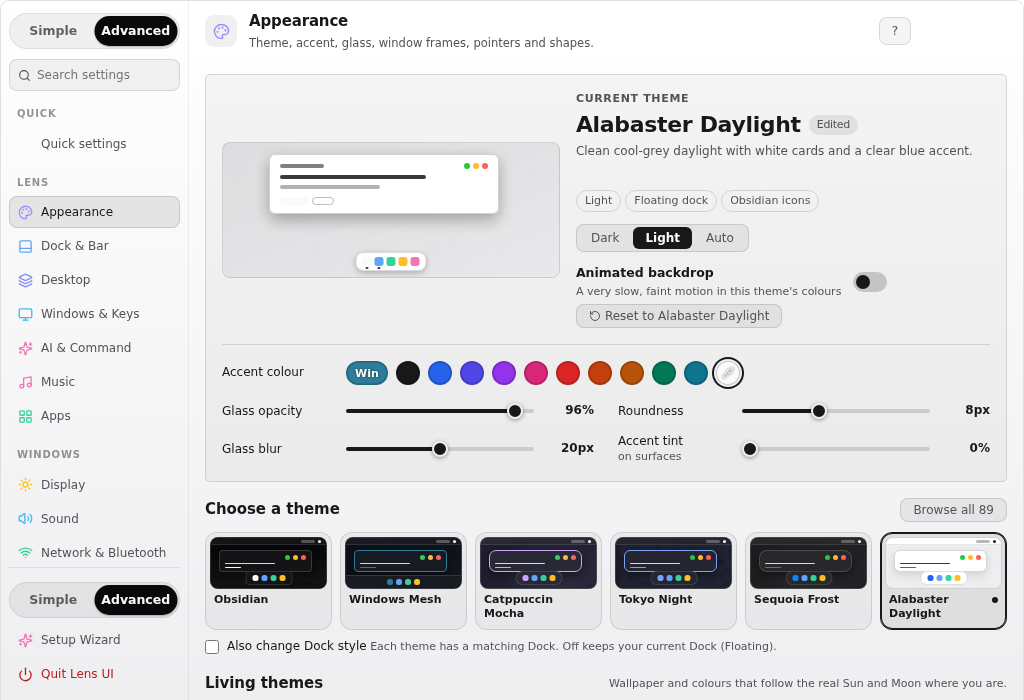 Simple Advanced
Search settings
QUICK
Quick settings
LENS
Appearance
Dock & Bar
Desktop
Windows & Keys
AI & Command
Music
Apps
WINDOWS
Display
Sound
Network & Bluetooth
Simple Advanced
Setup Wizard
Quit Lens UI
Appearance
Theme, accent, glass, window frames, pointers and shapes.
?
CURRENT THEME
Alabaster Daylight Edited
Clean cool-grey daylight with white cards and a clear blue accent.
Light Floating dock Obsidian icons
Dark Light Auto
Animated backdrop
A very slow, faint motion in this theme's colours
Reset to Alabaster Daylight
Accent colour Win
Glass opacity 96% Roundness 8px
Glass blur 20px Accent tint 0%
on surfaces
Choose a theme Browse all 89
Obsidian
Windows Mesh
Catppuccin
Mocha
Tokyo Night
Sequoia Frost
Alabaster
Daylight
Also change Dock style Each theme has a matching Dock. Off keeps your current Dock (Floating).
Living themes Wallpaper and colours that follow the real Sun and Moon where you are.